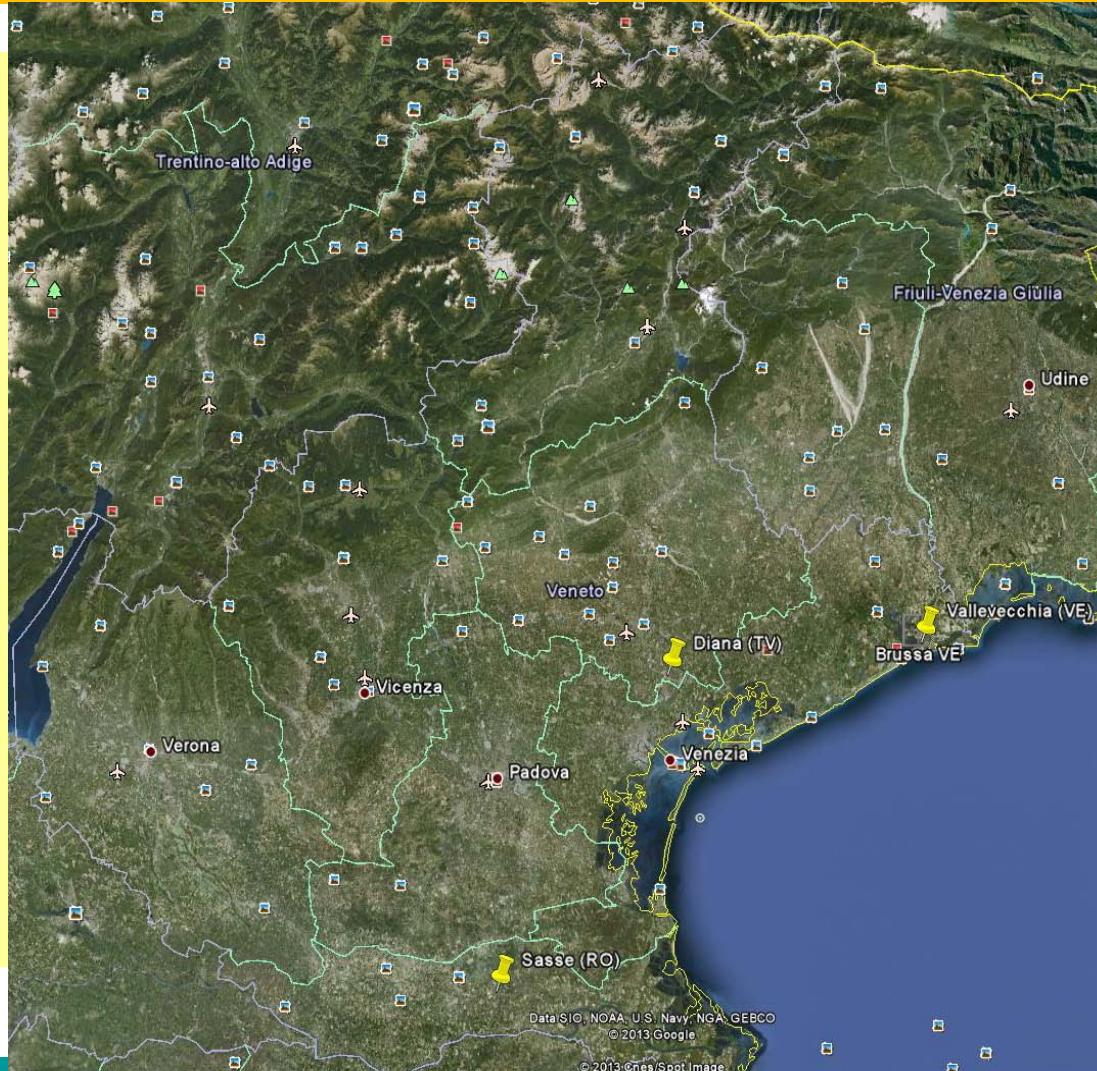 Trentino-alto Adige
Friuli-Venezia Giulia
Udine
Veneto
Vallevecchia (VE)
Diana (TV)
Brussa VE
Vicenza
Verona
Venezia
Padova
Sasse (RO)
Data SIO, NOAA, U.S. Navy, NGA, GEBCO
© 2013 Google
© 2013 Cnes/Spot Image